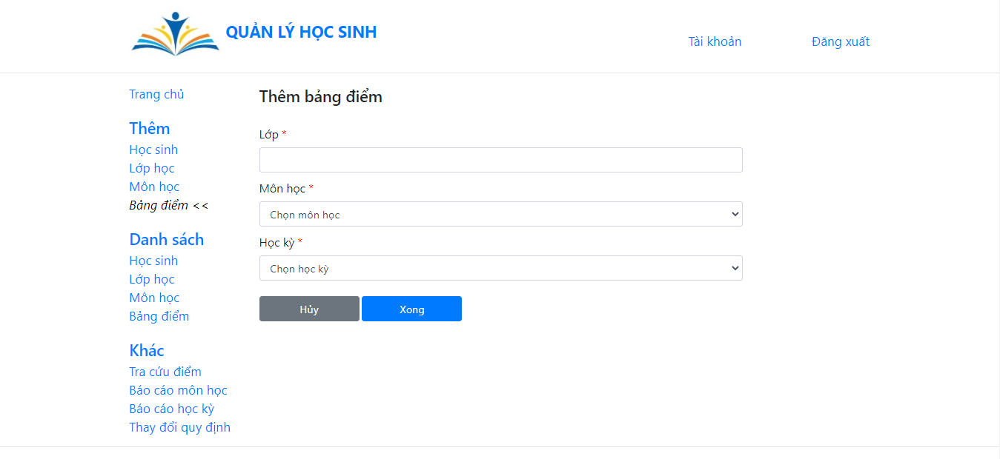 QUẢN LÝ HỌC SINH
Tài khoản
Đăng xuất
Trang chủ
Thêm
Học sinh
Lớp học
Môn học
Bảng điểm <<
Danh sách
Học sinh
Lớp học
Môn học
Bảng điểm
Khác
Tra cứu điểm
Báo cáo môn học
Báo cáo học kỳ
Thay đổi quy định
Thêm bảng điểm
Lớp *
Môn học *
Chọn môn học
Học kỳ *
Chọn học kỳ
Hủy
Xong